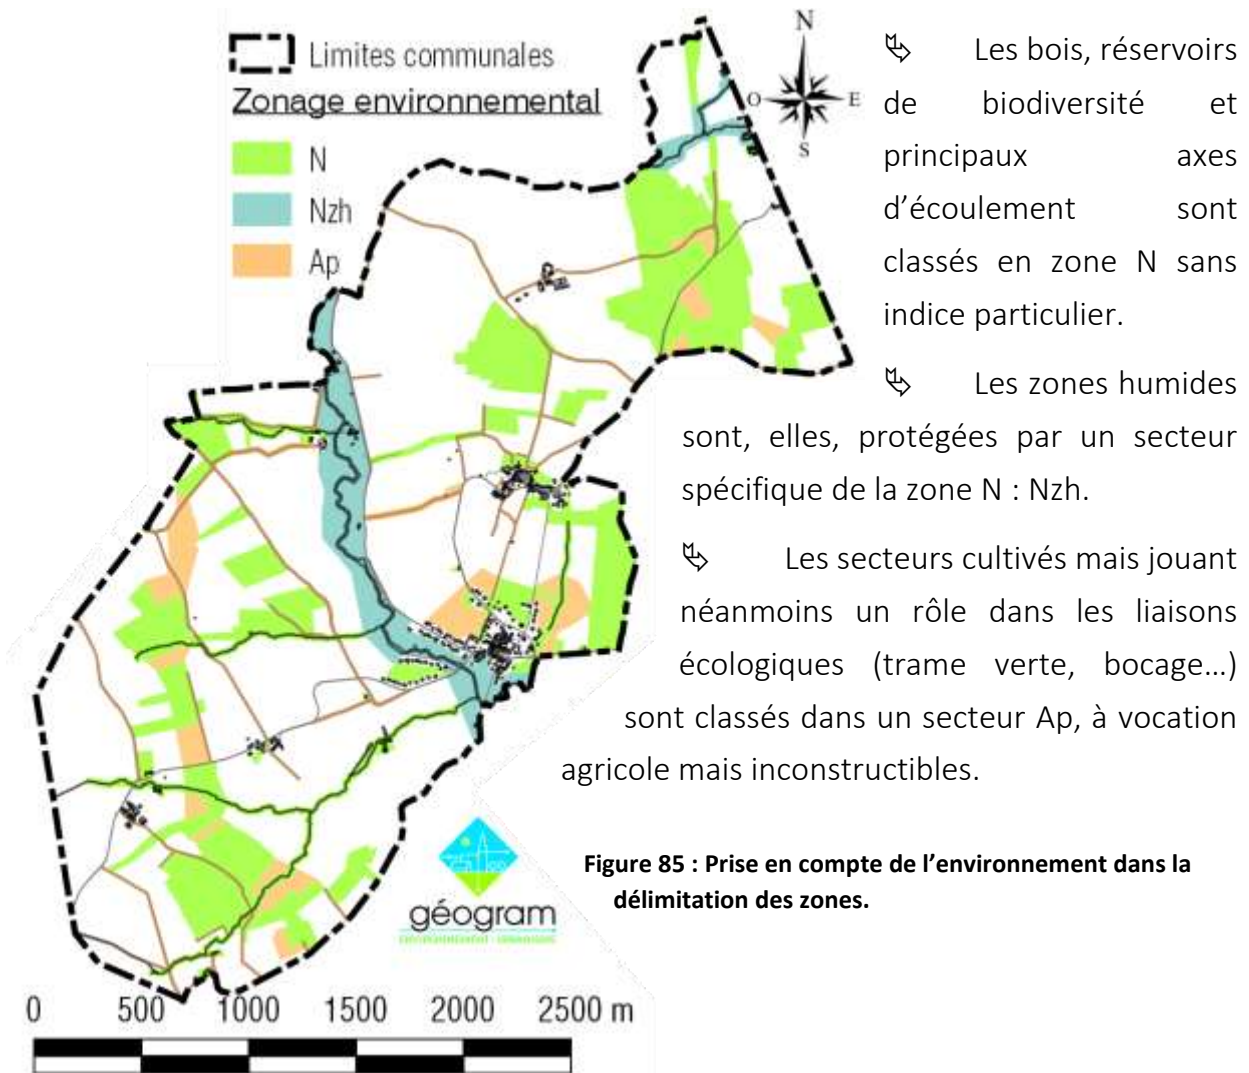 Limites communales
Zonage environnemental
N
Nzh
Ap
N
O
E
S
⮱ Les bois, réservoirs
de biodiversité et
principaux axes
d’écoulement sont
classés en zone N sans
indice particulier.
⮱ Les zones humides
sont, elles, protégées par un secteur
spécifique de la zone N : Nzh.
⮱ Les secteurs cultivés mais jouant
néanmoins un rôle dans les liaisons
écologiques (trame verte, bocage…)
sont classés dans un secteur Ap, à vocation
agricole mais inconstructibles.
Figure 85 : Prise en compte de l’environnement dans la
délimitation des zones.
géogram
ENVIRONNEMENT - URBANISME
0 500 1000 1500 2000 2500 m